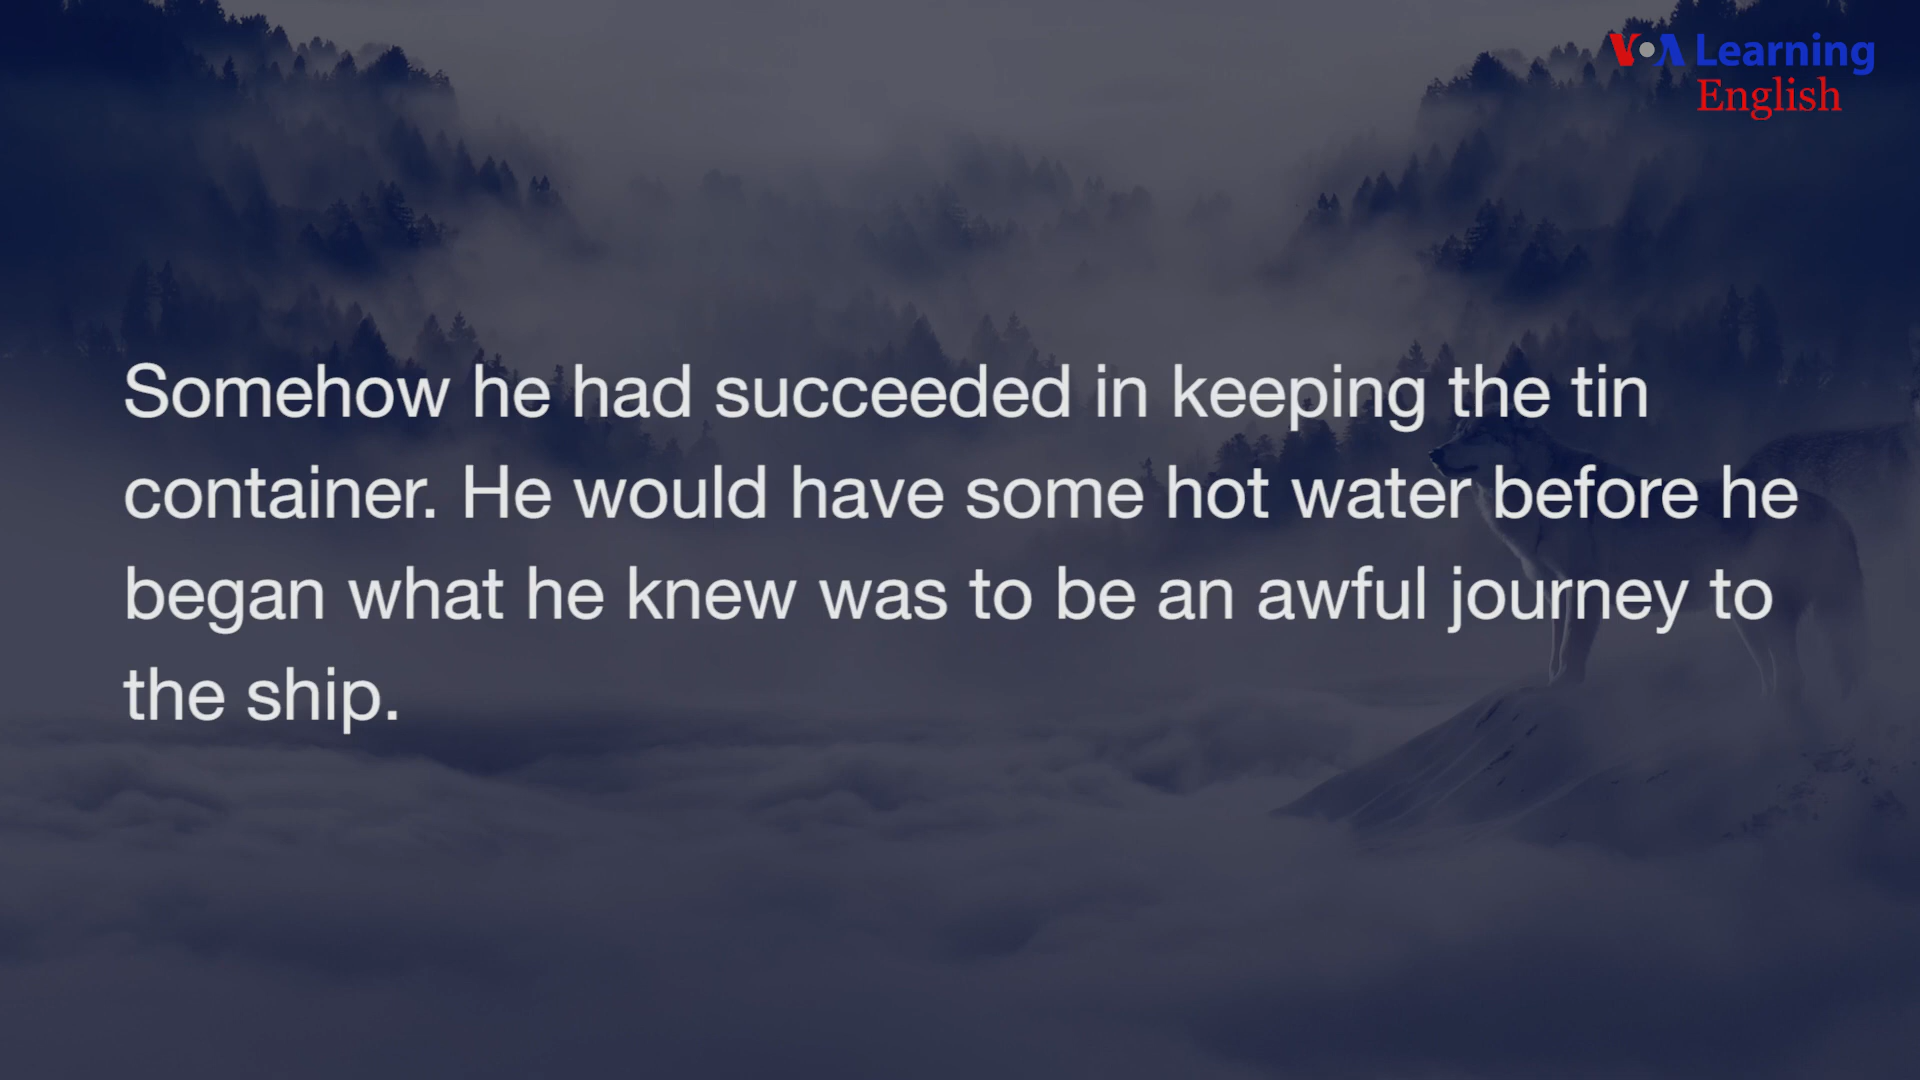 VOA Learning
English
Somehow he had succeeded in keeping the tin
container. He would have some hot water before he
began what he knew was to be an awful journey to
the ship.